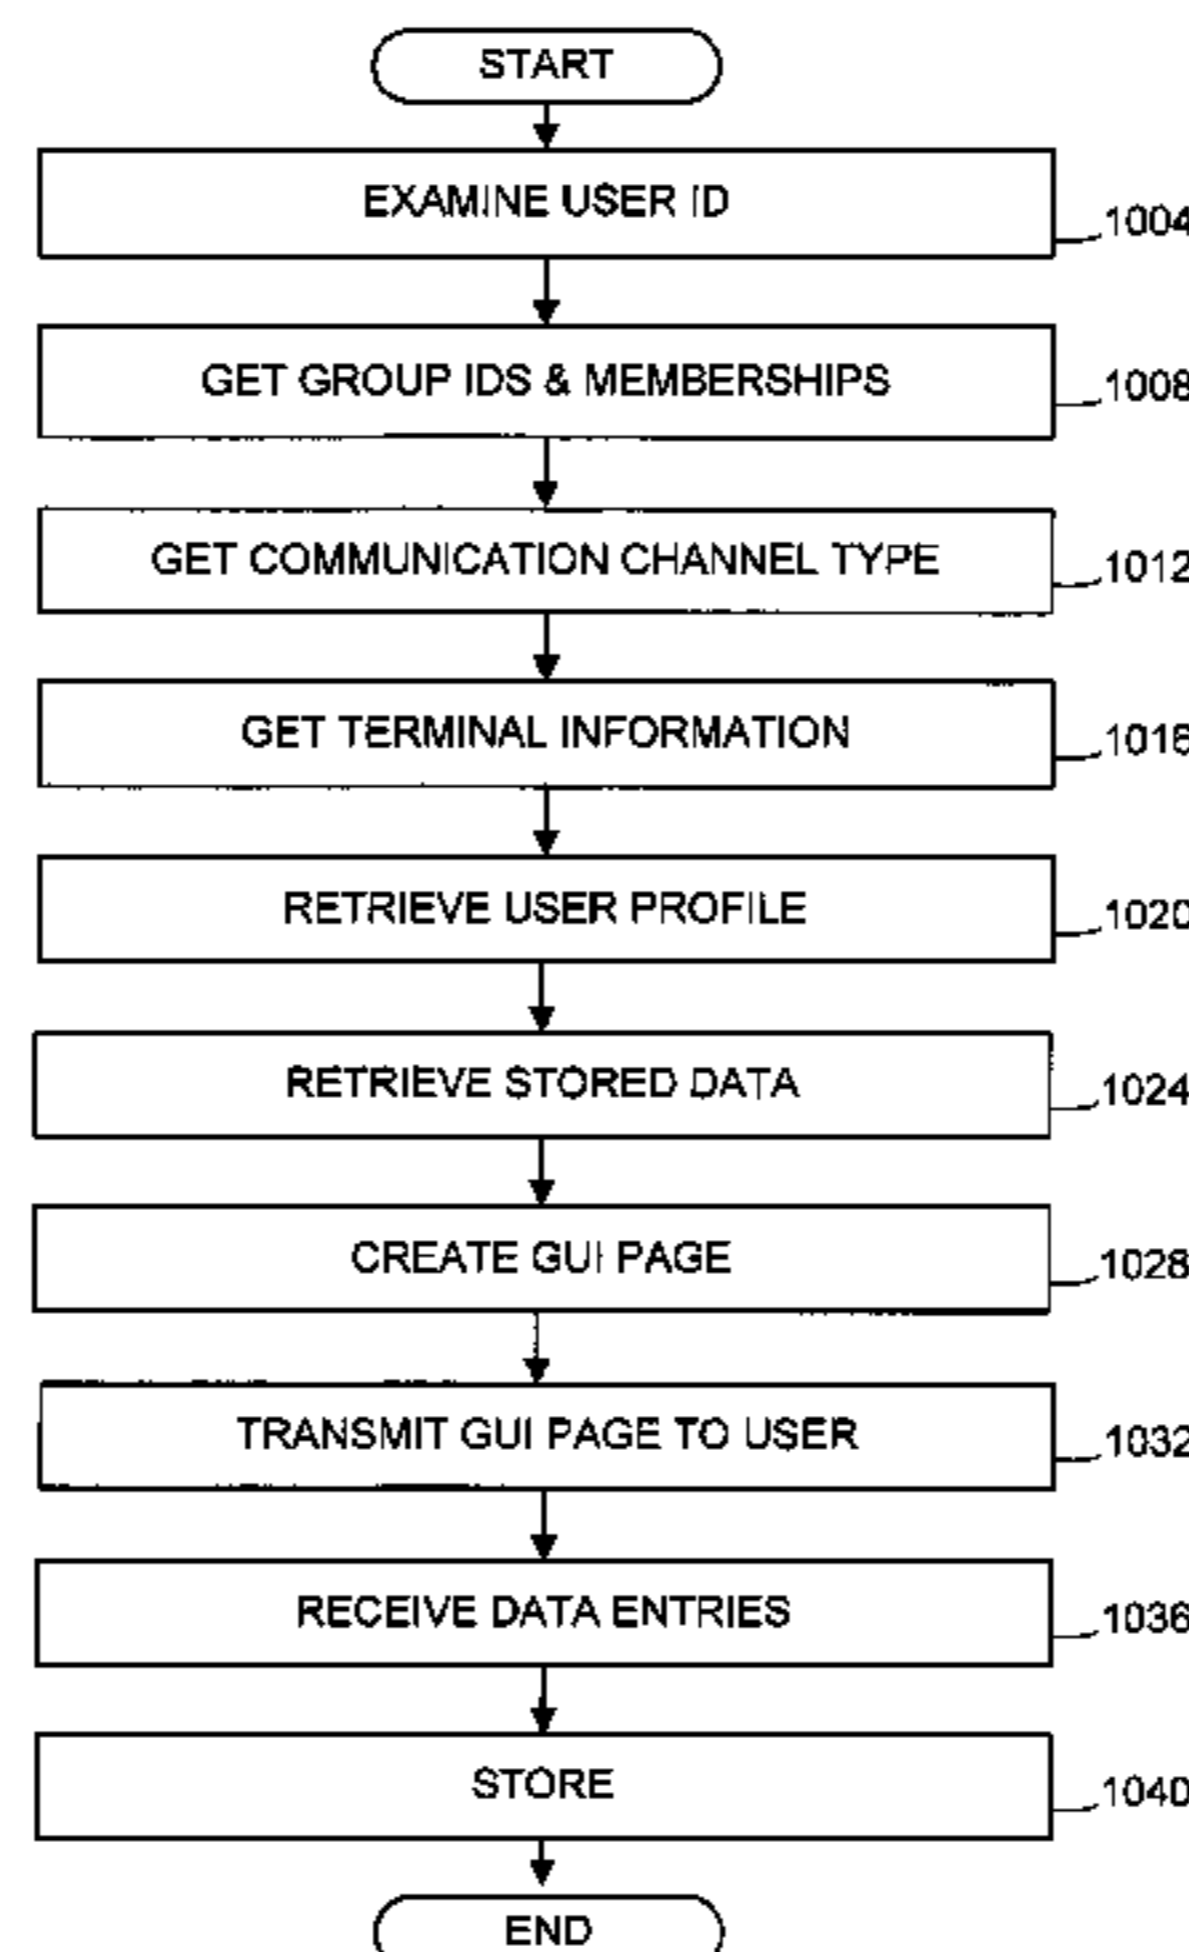 START
EXAMINE USER ID
1004
GET GROUP IDS & MEMBERSHIPS
1008
GET COMMUNICATION CHANNEL TYPE
1012
GET TERMINAL INFORMATION
1016
RETRIEVE USER PROFILE
1020
RETRIEVE STORED DATA
1024
CREATE GUI PAGE
1028
TRANSMIT GUI PAGE TO USER
1032
RECEIVE DATA ENTRIES
1036
STORE
1040
END